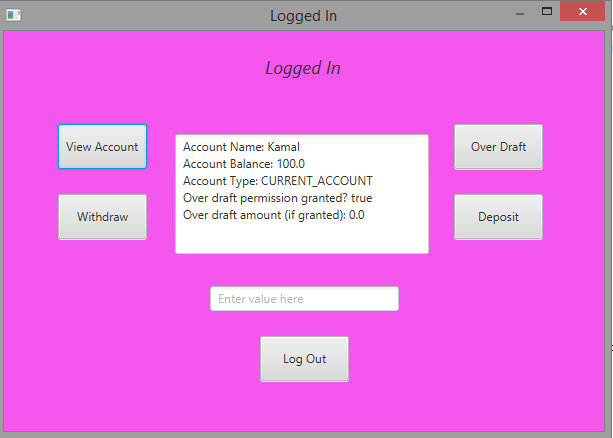 Logged In
Logged In
View Account
Account Name: Kamal
Account Balance: 100.0
Account Type: CURRENT_ACCOUNT
Over draft permission granted? true
Over draft amount (if granted): 0.0
Over Draft
Withdraw
Deposit
Enter value here
Log Out